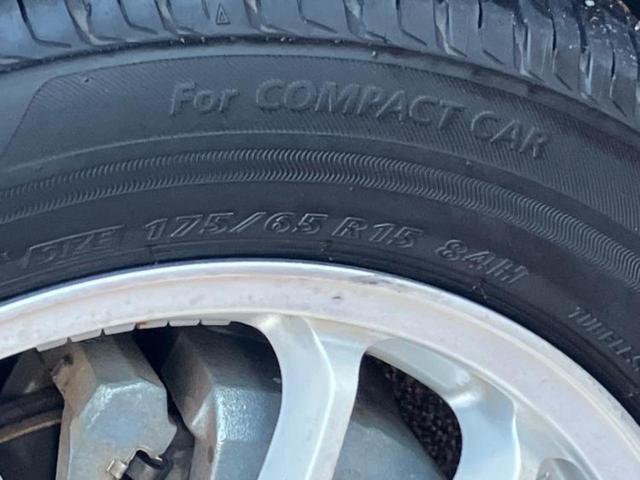 For COMPACT CAR
SIZE 175/65 R15 84H